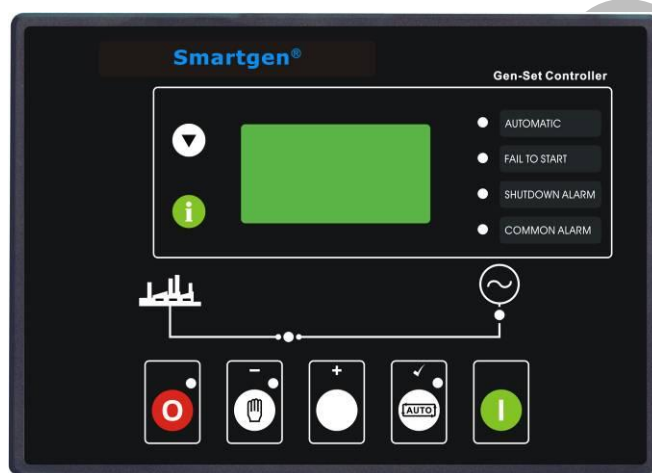 Smartgen®
Gen-Set Controller
AUTOMATIC
FAIL TO START
SHUTDOWN ALARM
COMMON ALARM
i
− + ✓
O AUTO I